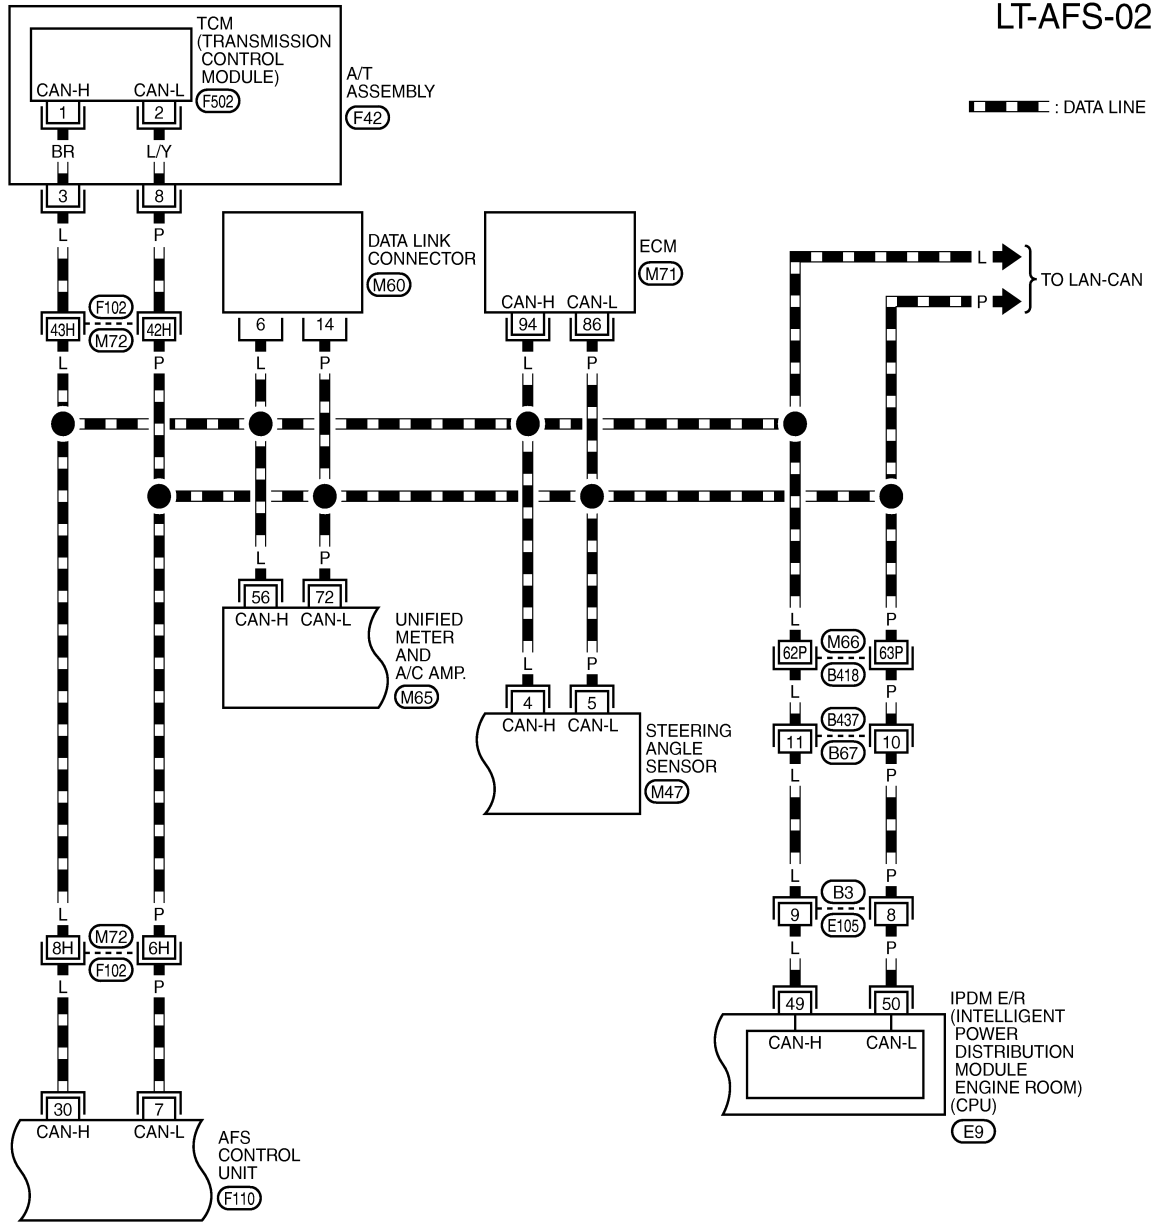 LT-AFS-02
TCM
(TRANSMISSION
CONTROL
MODULE)
F502
CAN-H
CAN-L
1
2
BR
L/Y
A/T
ASSEMBLY
F42
: DATA LINE
3
8
L
P
F102
43H
42H
M72
L
P
DATA LINK
CONNECTOR
M60
6
14
L
P
ECM
M71
CAN-H
CAN-L
94
86
L
P
L
P
TO LAN-CAN
L
P
56
72
CAN-H
CAN-L
UNIFIED
METER
AND
A/C AMP.
M65
L
P
4
5
CAN-H
CAN-L
STEERING
ANGLE
SENSOR
M47
L
P
M66
62P
63P
B418
L
P
B437
11
10
B67
L
P
L
P
B3
9
8
E105
L
P
49
50
CAN-H
CAN-L
IPDM E/R
(INTELLIGENT
POWER
DISTRIBUTION
MODULE
ENGINE ROOM)
(CPU)
E9
L
P
M72
8H
6H
F102
L
P
30
7
CAN-H
CAN-L
AFS
CONTROL
UNIT
F110